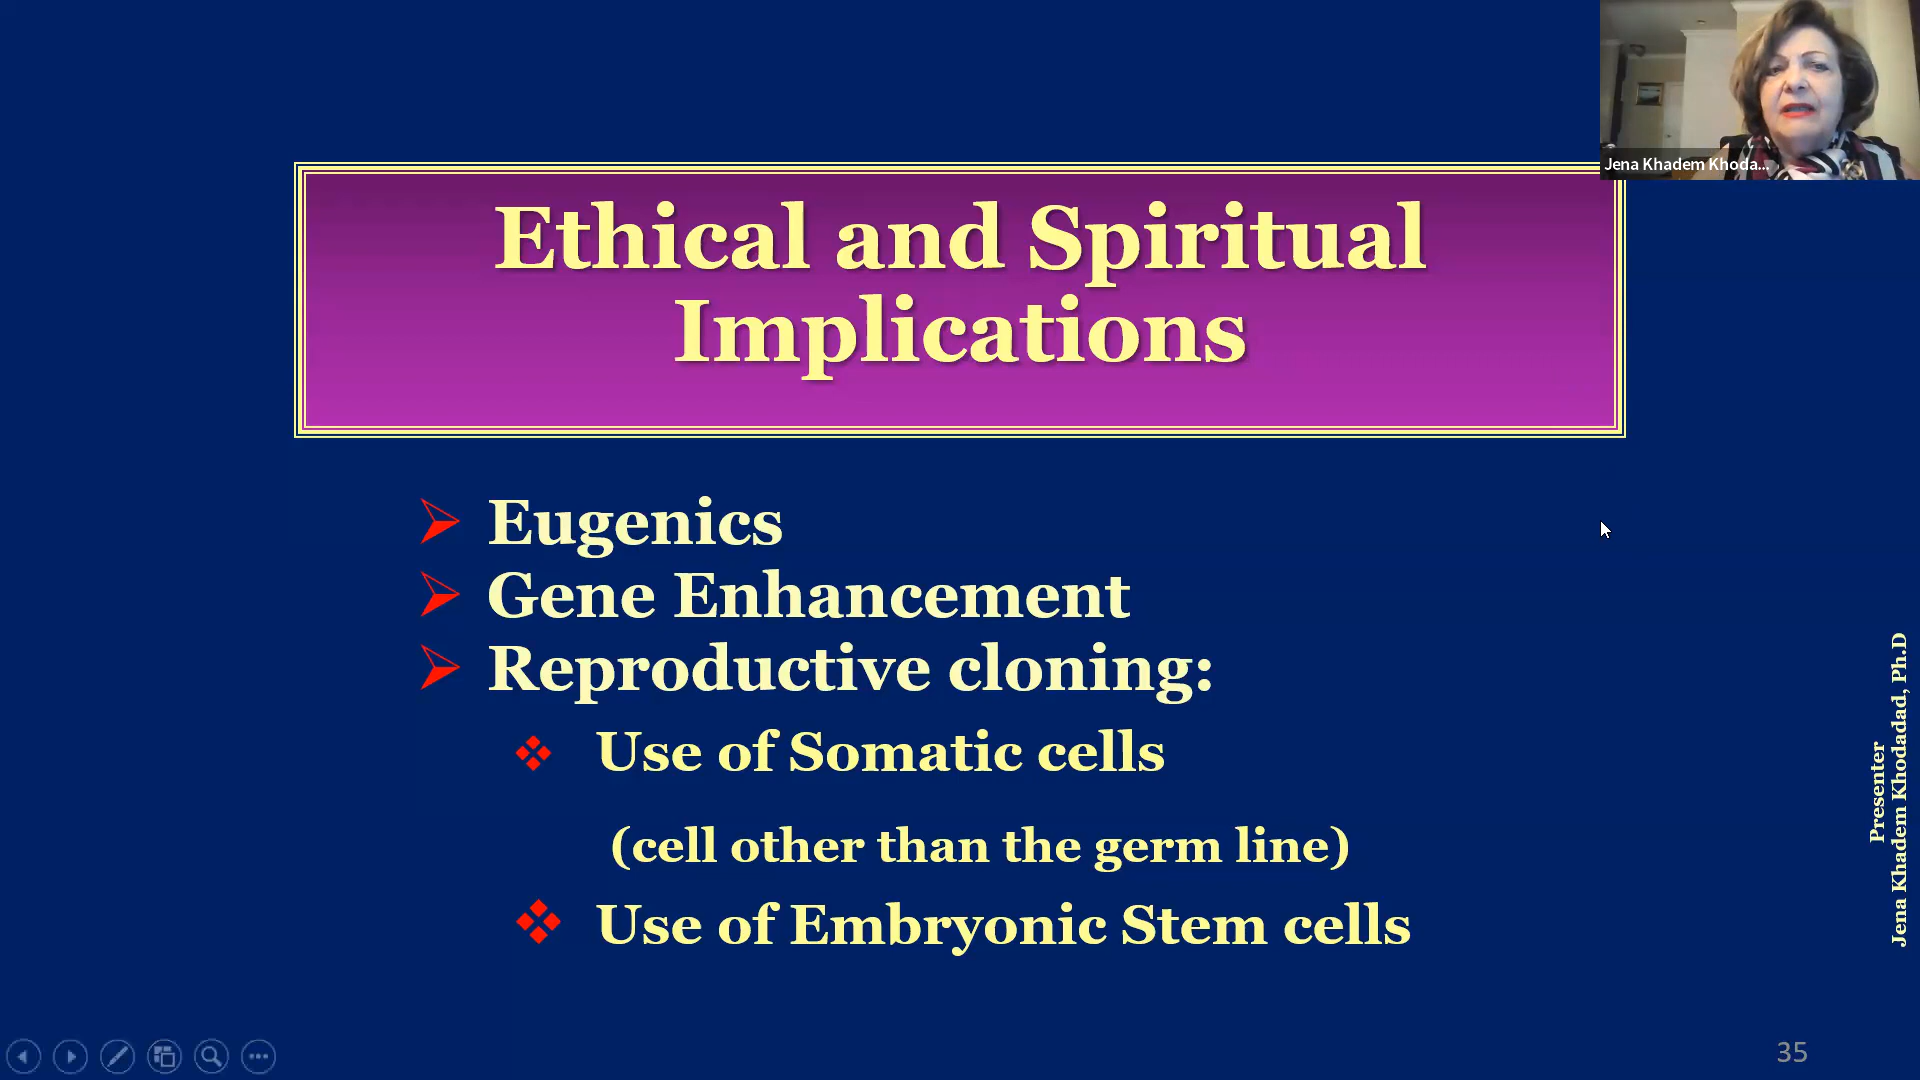 Jena Khadem Khoda...
Ethical and Spiritual
Implications
Eugenics
Gene Enhancement
Reproductive cloning:
Use of Somatic cells
(cell other than the germ line)
Use of Embryonic Stem cells
Presenter
Jena Khadem Khodadad, Ph.D
35